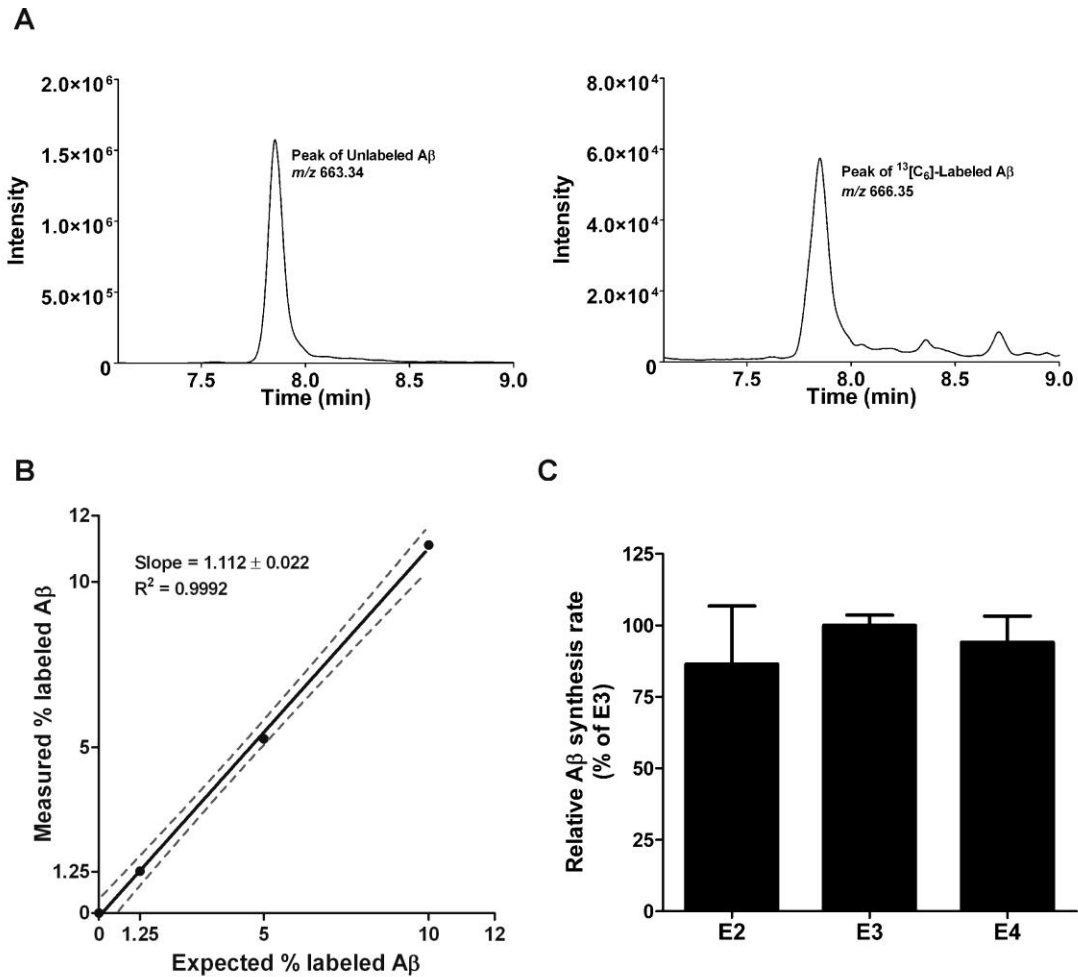 A
2.0×10⁶
1.5×10⁶
1.0×10⁶
5.0×10⁵
0
Intensity
Peak of Unlabeled Aβ
m/z 663.34
7.5
8.0
8.5
9.0
Time (min)
8.0×10⁴
6.0×10⁴
4.0×10⁴
2.0×10⁴
0
Intensity
Peak of ¹³[C₆]-Labeled Aβ
m/z 666.35
7.5
8.0
8.5
9.0
Time (min)
B
12
10
5
1.25
0
Measured % labeled Aβ
Slope = 1.112 ± 0.022
R² = 0.9992
0
1.25
5
10
12
Expected % labeled Aβ
C
125
100
75
50
25
0
Relative Aβ synthesis rate
(% of E3)
E2
E3
E4